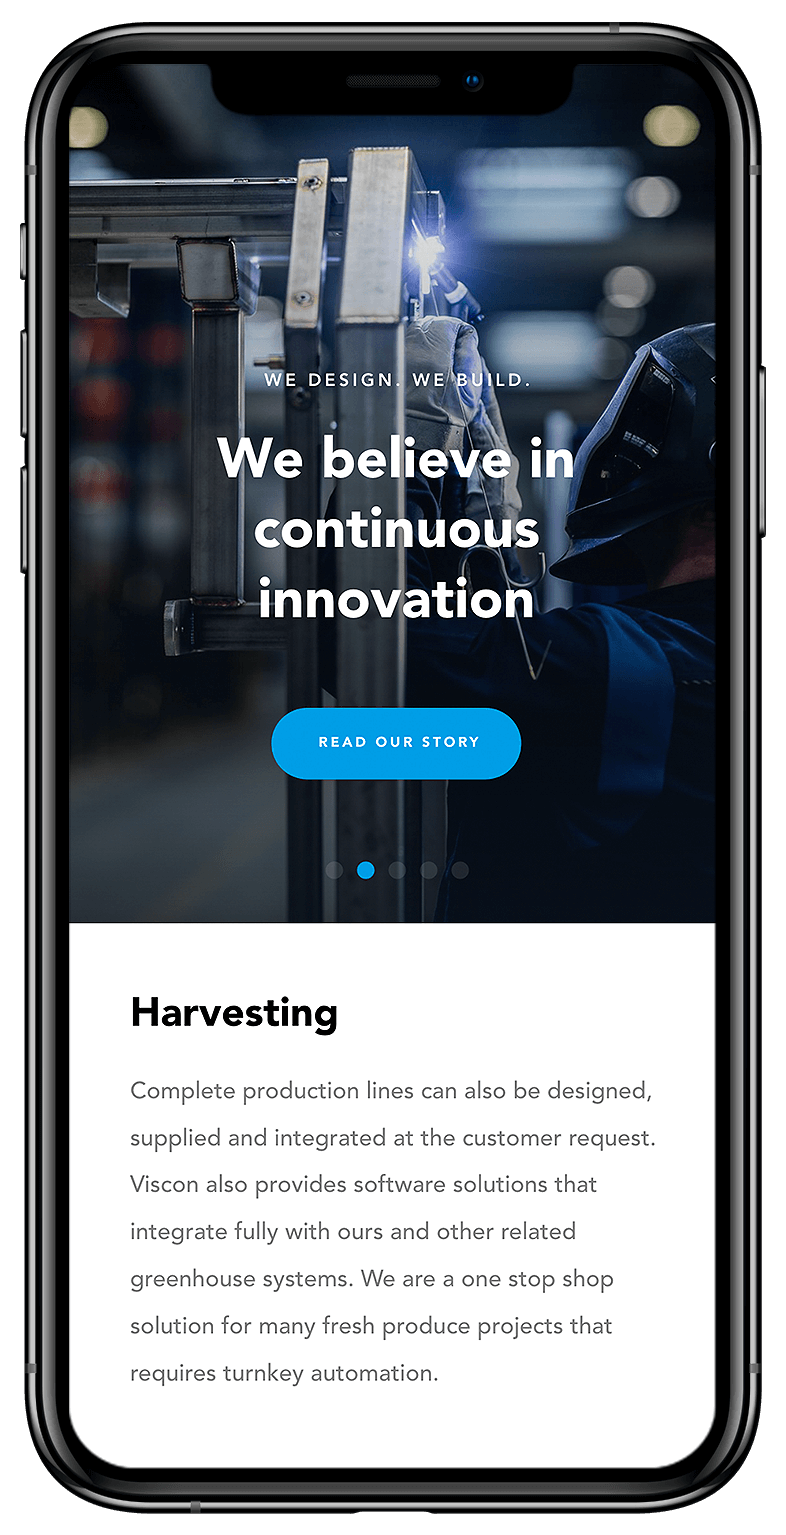 WE DESIGN. WE BUILD.
We believe in
continuous
innovation
READ OUR STORY
Harvesting
Complete production lines can also be designed,
supplied and integrated at the customer request.
Viscon also provides software solutions that
integrate fully with ours and other related
greenhouse systems. We are a one stop shop
solution for many fresh produce projects that
requires turnkey automation.